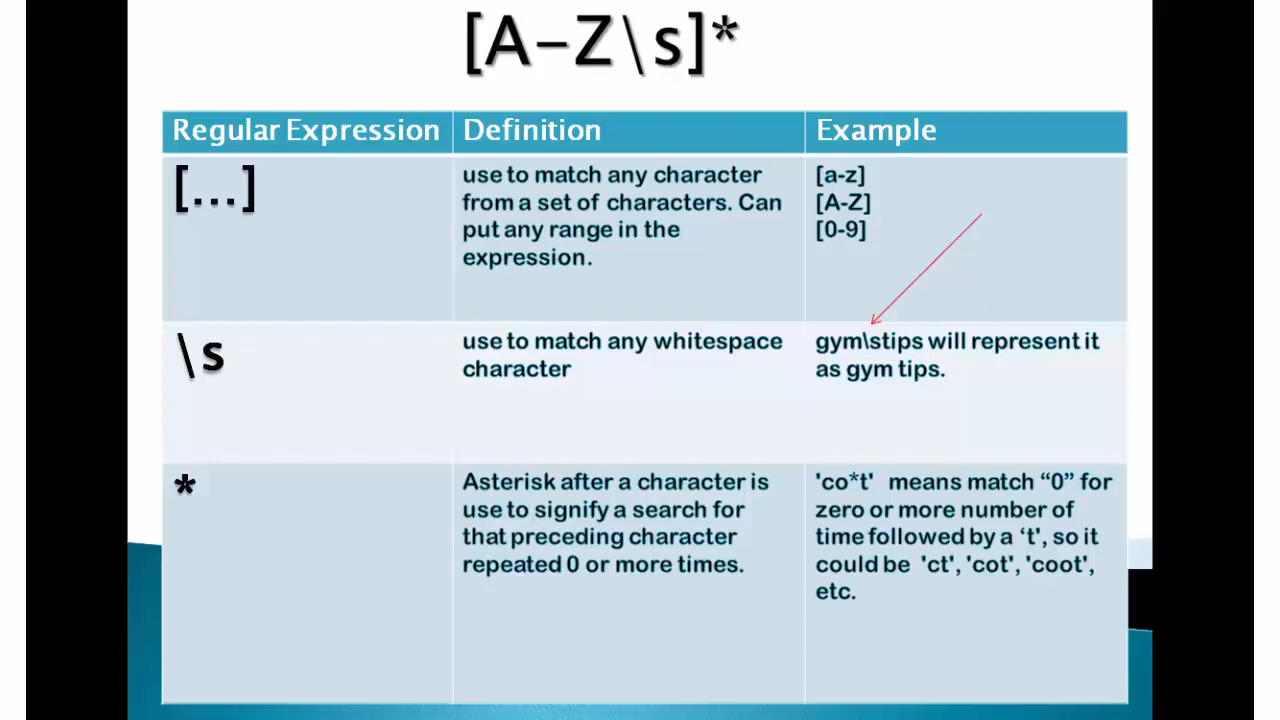 [A-Z\s]*
Regular Expression
Definition
Example
[...]
use to match any character
from a set of characters. Can
put any range in the
expression.
[a-z]
[A-Z]
[0-9]
\s
use to match any whitespace
character
gym\stips will represent it
as gym tips.
*
Asterisk after a character is
use to signify a search for
that preceding character
repeated 0 or more times.
'co*t'   means match “0” for
zero or more number of
time followed by a ‘t', so it
could be  'ct', 'cot', 'coot',
etc.